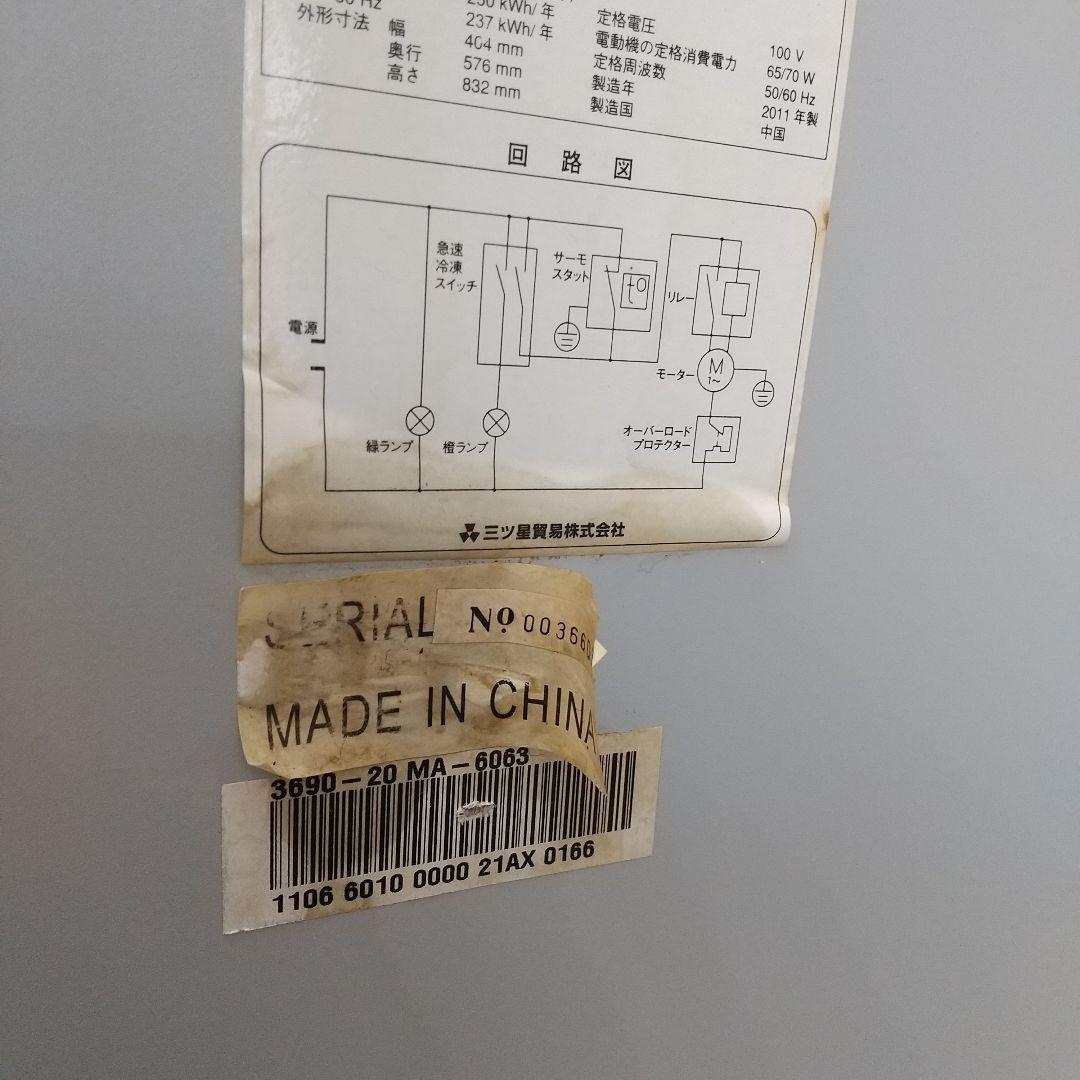 50 Hz 250 kWh/年
237 kWh/年
外形寸法 幅 404 mm
奥行 576 mm
高さ 832 mm
定格電圧 100 V
電動機の定格消費電力 65/70 W
定格周波数 50/60 Hz
製造年 2011 年製
製造国 中国
回路図
急速
冷凍
スイッチ
サーモ
スタット
t°
リレー
電源
モーター
M
1～
緑ランプ
橙ランプ
オーバーロード
プロテクター
三ツ星貿易株式会社
SERIAL No 003660
MADE IN CHINA
3690-20 MA-6063
1106 6010 0000 21AX 0166